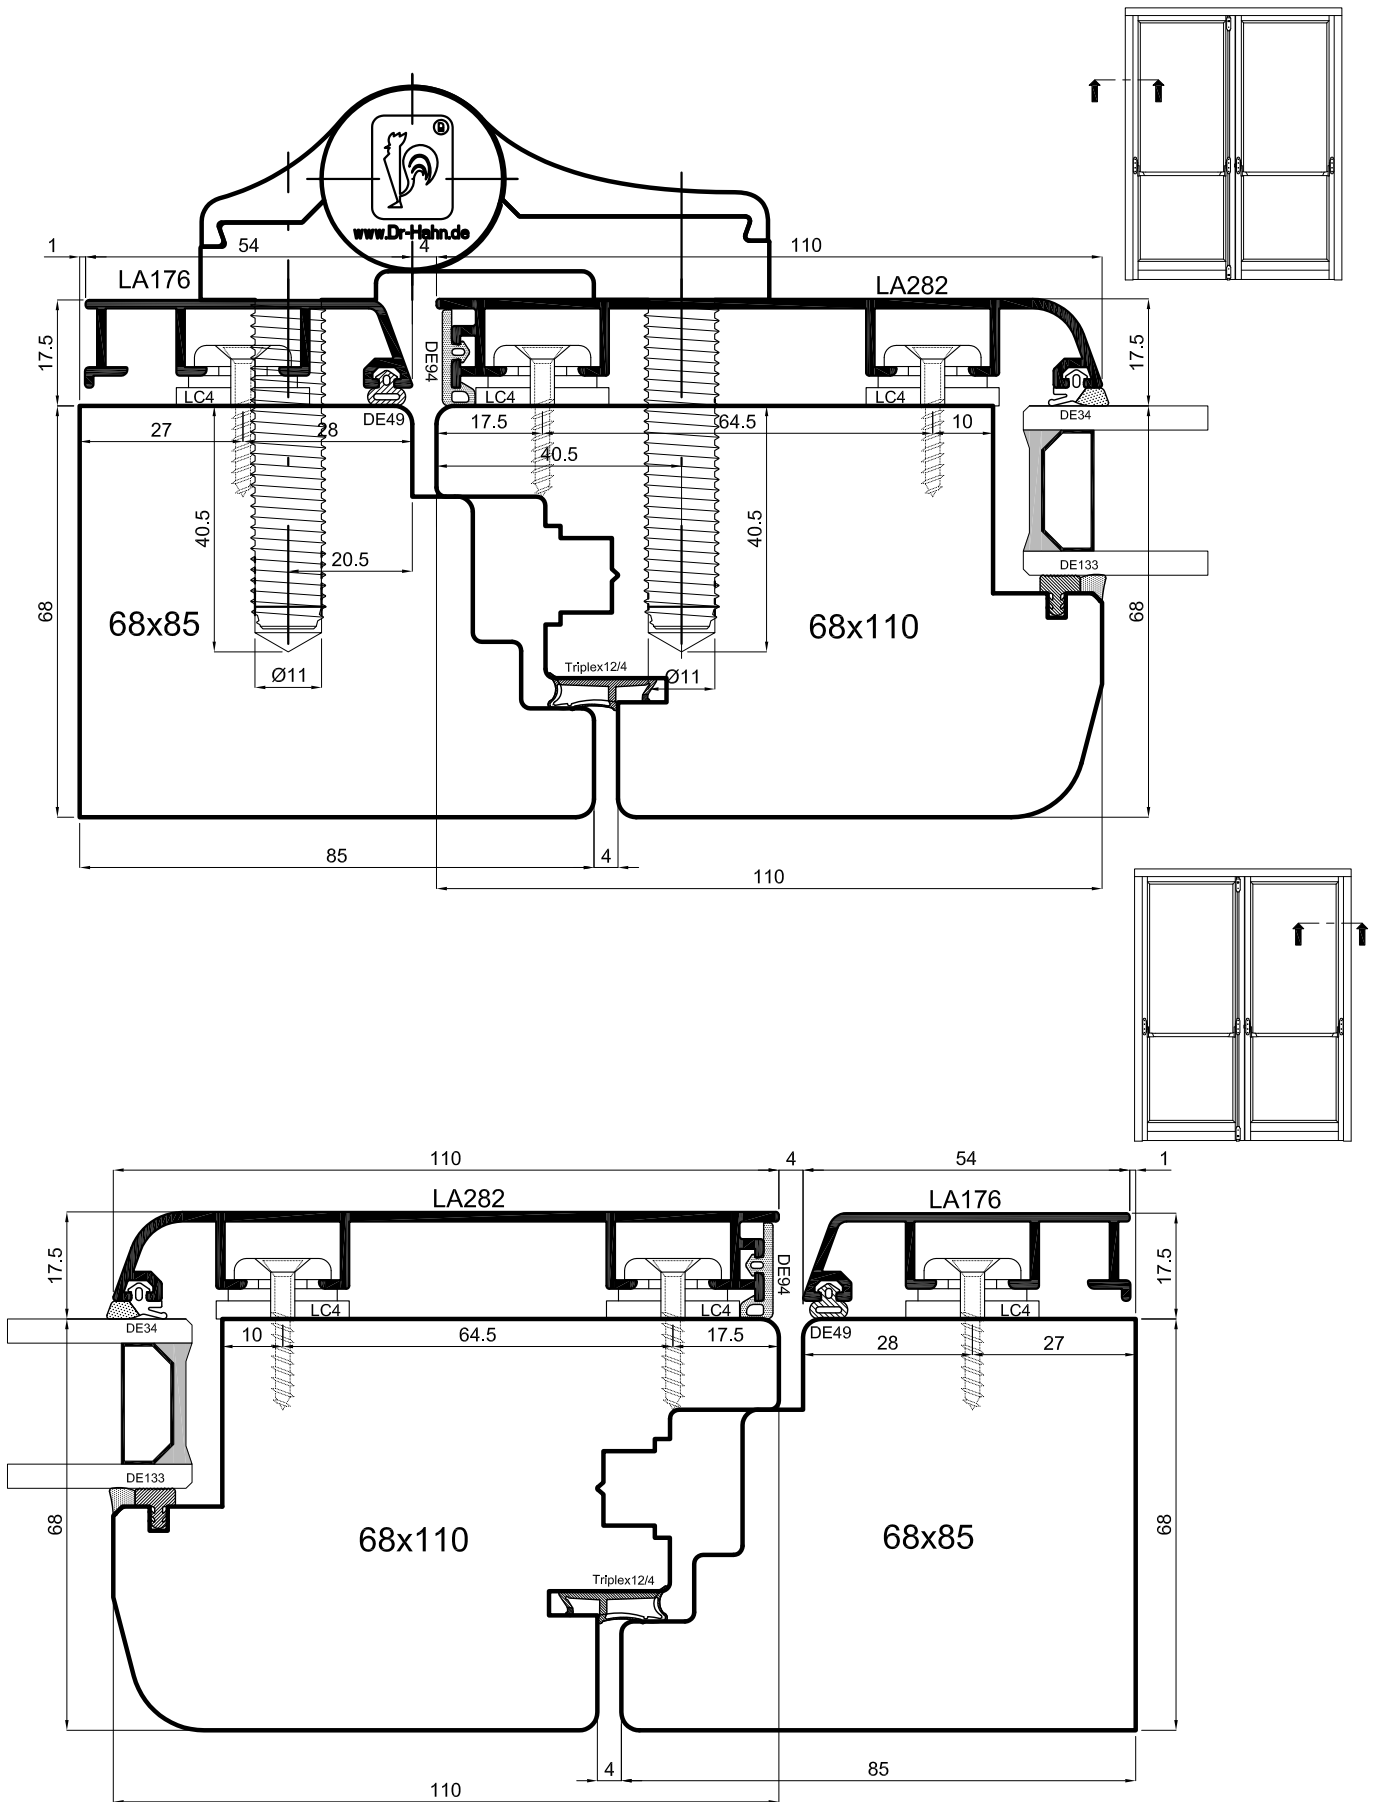 www.Dr-Hahn.de
1
54
4
110
LA176
LA282
17.5
DE94
17.5
LC4
LC4
LC4
DE49
DE34
27
28
17.5
64.5
10
40.5
40.5
40.5
20.5
DE133
68
68x85
68x110
68
Triplex12/4
Ø11
Ø11
85
4
110
110
4
54
1
LA282
LA176
17.5
DE94
17.5
LC4
LC4
LC4
DE34
DE49
10
64.5
17.5
28
27
DE133
68
68x110
68x85
68
Triplex12/4
4
85
110